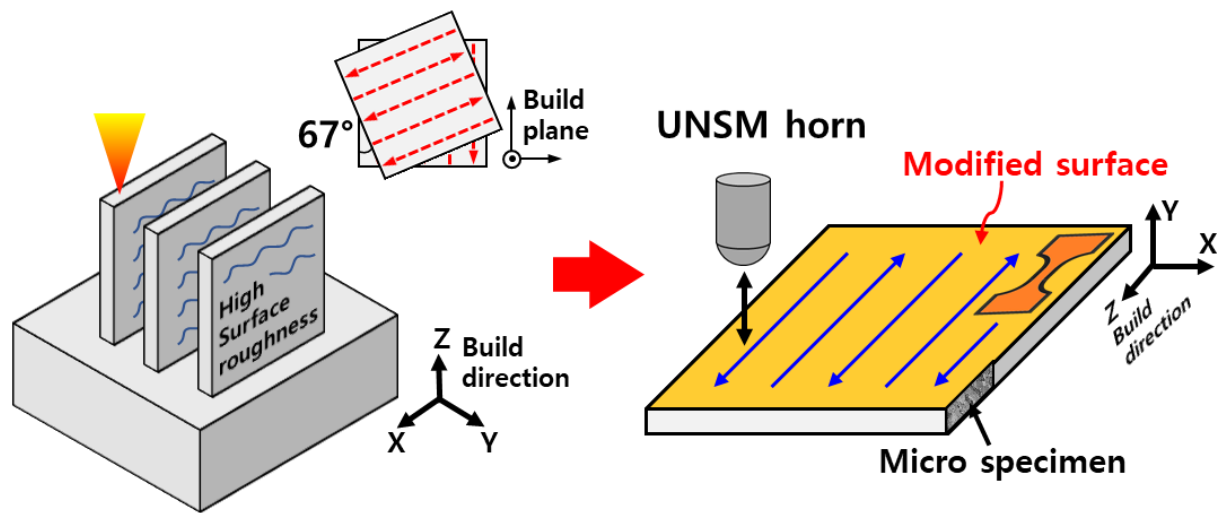 67°
Build
plane
High
Surface
roughness
Z
Build
direction
X
Y
UNSM horn
Modified surface
Y
X
Z
Build
direction
Micro specimen